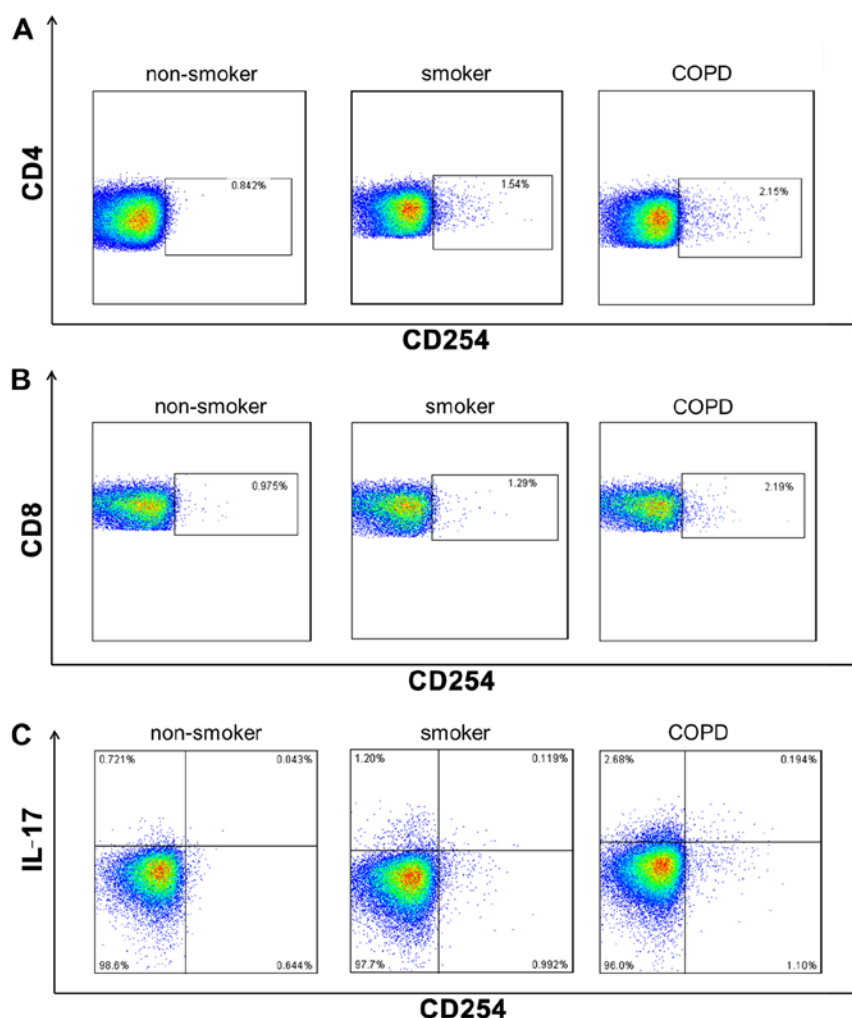 A
non-smoker smoker COPD
CD4
0.842% 1.54% 2.15%
CD254
B
non-smoker smoker COPD
CD8
0.975% 1.29% 2.19%
CD254
C
non-smoker smoker COPD
0.721% 0.043% 1.20% 0.119% 2.68% 0.194%
IL-17
98.6% 0.644% 97.7% 0.992% 96.0% 1.10%
CD254